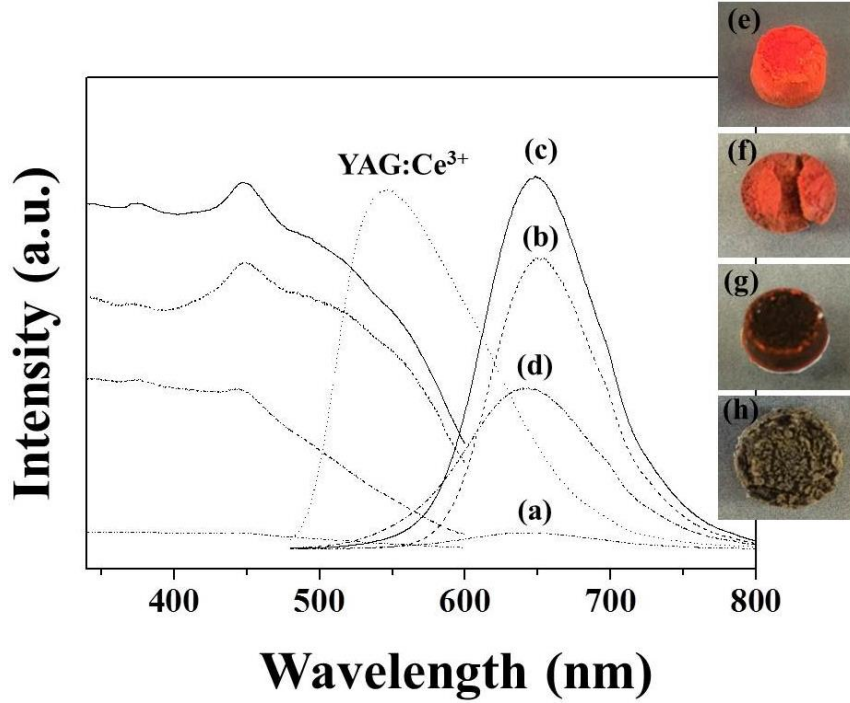 (e)
(c)
YAG:Ce³⁺
(f)
(b)
(g)
(d)
(h)
(a)
Intensity (a.u.)
400 500 600 700 800
Wavelength (nm)